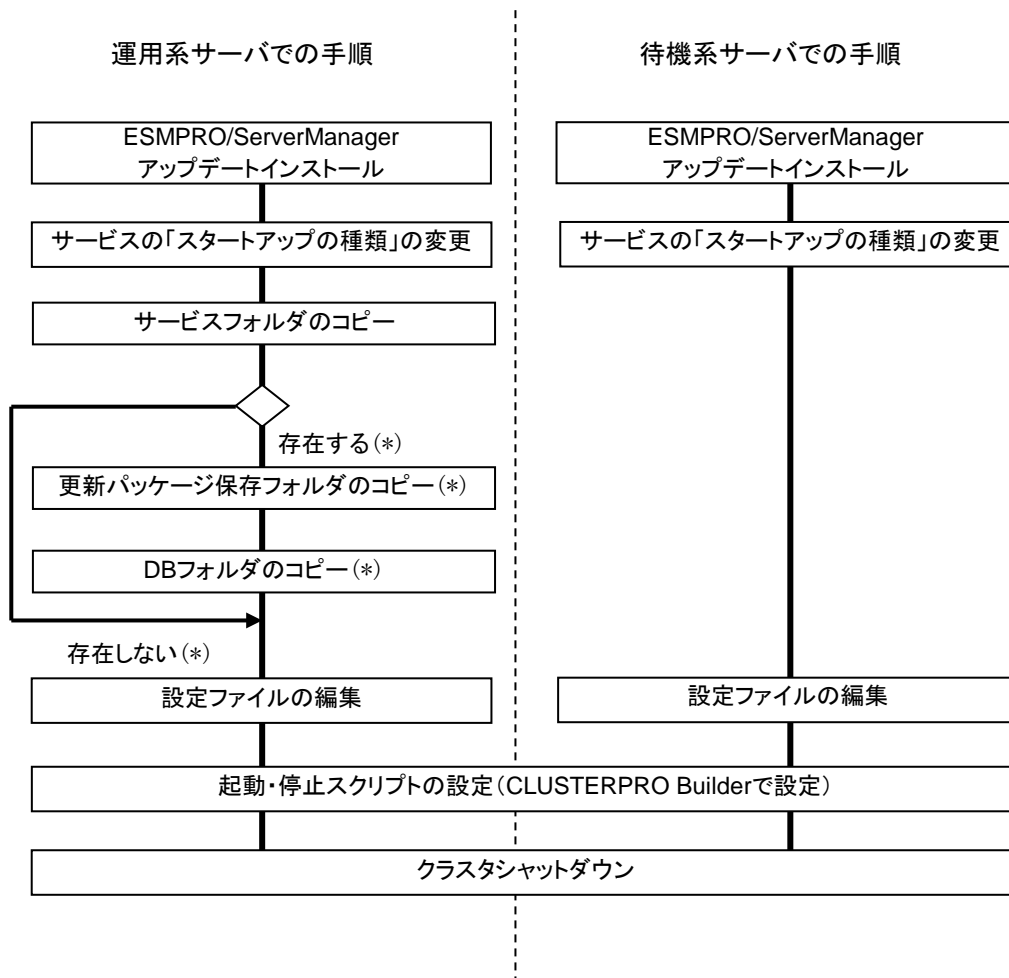 運用系サーバでの手順
待機系サーバでの手順
ESMPRO/ServerManager
アップデートインストール
ESMPRO/ServerManager
アップデートインストール
サービスの「スタートアップの種類」の変更
サービスの「スタートアップの種類」の変更
サービスフォルダのコピー
存在する(*)
更新パッケージ保存フォルダのコピー(*)
DBフォルダのコピー(*)
存在しない(*)
設定ファイルの編集
設定ファイルの編集
起動・停止スクリプトの設定(CLUSTERPRO Builderで設定)
クラスタシャットダウン